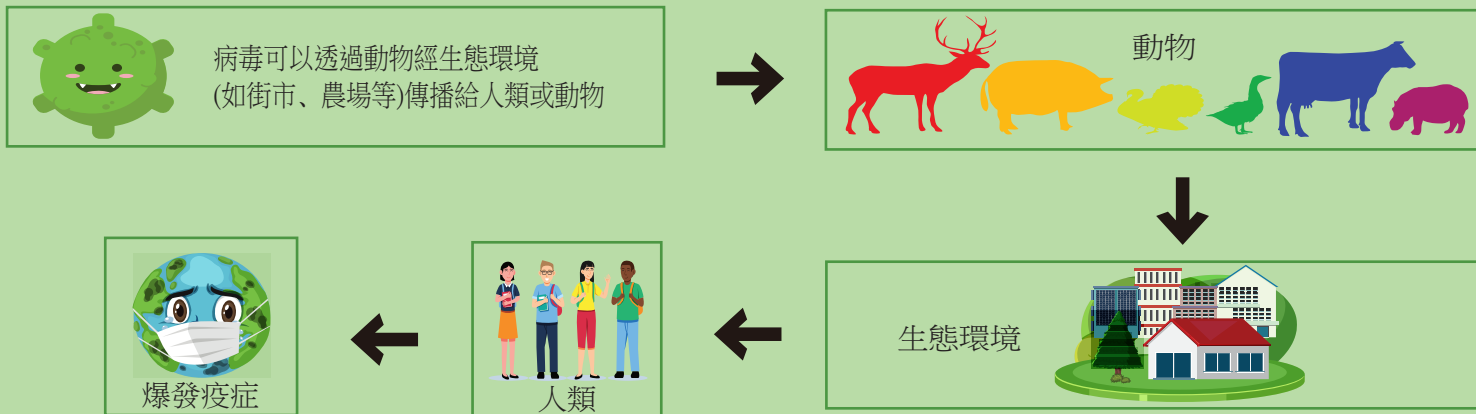 病毒可以透過動物經生態環境
(如街市、農場等)傳播給人類或動物
動物
生態環境
人類
爆發疫症